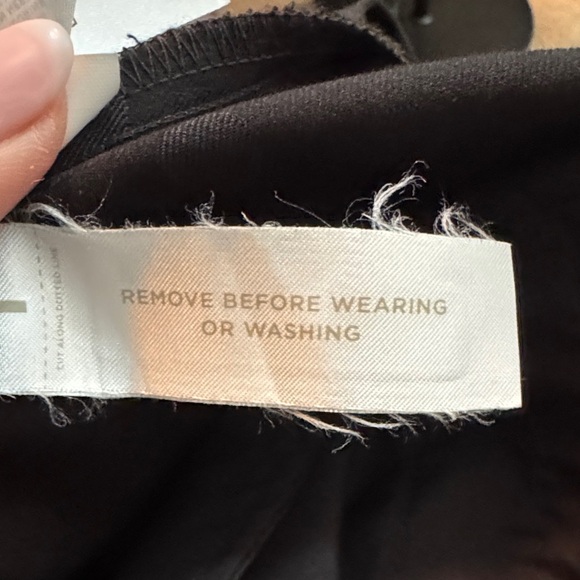 REMOVE BEFORE WEARING
OR WASHING
CUT ALONG DOTTED LINE